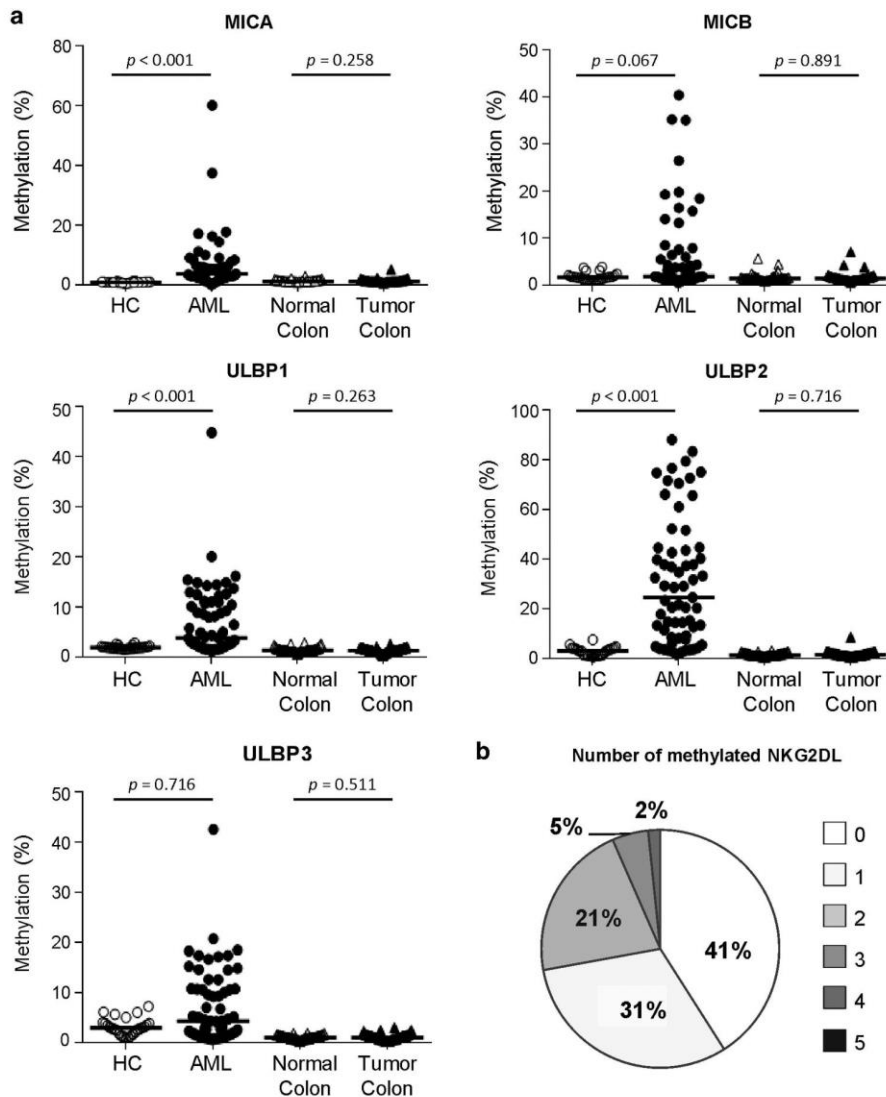 a
MICA
Methylation (%)
80
60
40
20
0
p < 0.001
p = 0.258
HC
AML
Normal
Colon
Tumor
Colon
MICB
Methylation (%)
50
40
30
20
10
0
p = 0.067
p = 0.891
HC
AML
Normal
Colon
Tumor
Colon
ULBP1
Methylation (%)
50
40
30
20
10
0
p < 0.001
p = 0.263
HC
AML
Normal
Colon
Tumor
Colon
ULBP2
Methylation (%)
100
80
60
40
20
0
p < 0.001
p = 0.716
HC
AML
Normal
Colon
Tumor
Colon
ULBP3
Methylation (%)
50
40
30
20
10
0
p = 0.716
p = 0.511
HC
AML
Normal
Colon
Tumor
Colon
b
Number of methylated NKG2DL
2%
5%
21%
41%
31%
0
1
2
3
4
5